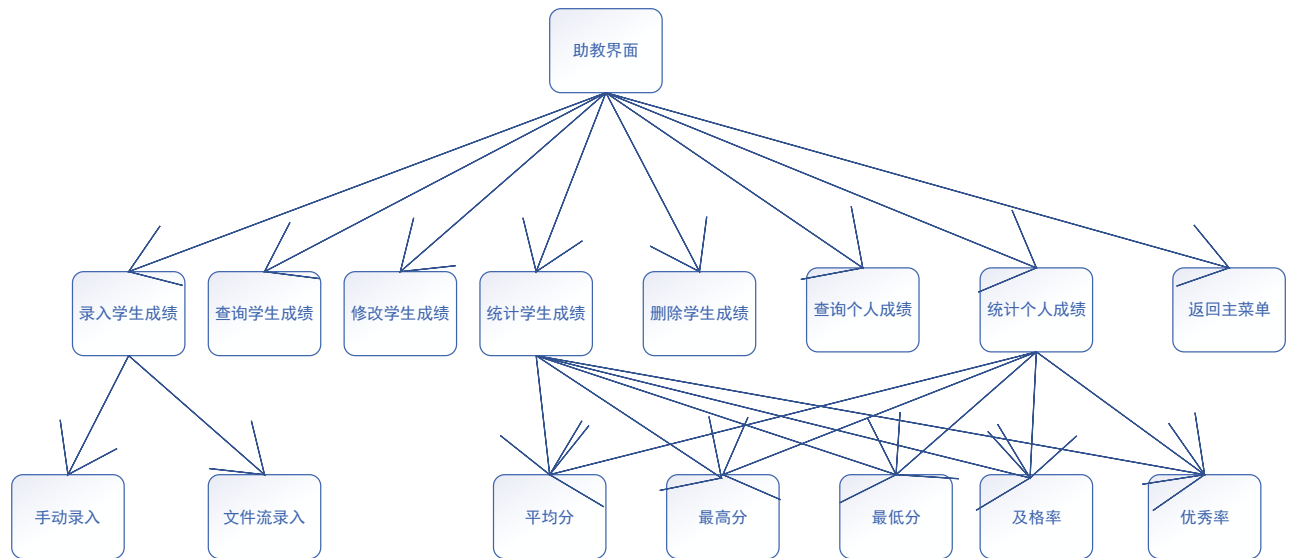 助教界面
录入学生成绩
查询学生成绩
修改学生成绩
统计学生成绩
删除学生成绩
查询个人成绩
统计个人成绩
返回主菜单
手动录入
文件流录入
平均分
最高分
最低分
及格率
优秀率